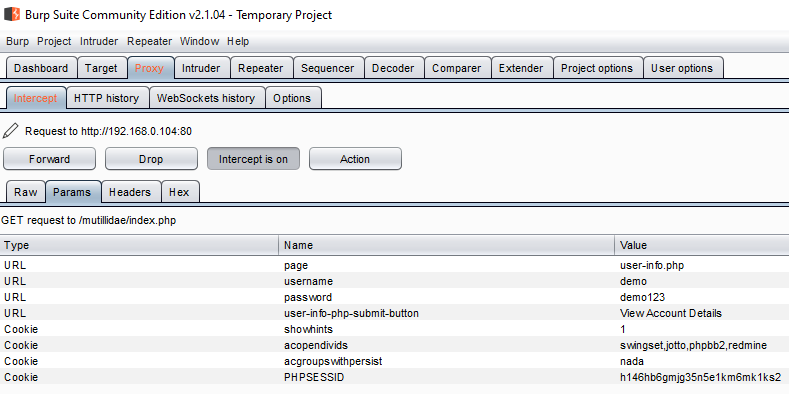 Burp Suite Community Edition v2.1.04 - Temporary Project
Burp Project Intruder Repeater Window Help
Dashboard Target Proxy Intruder Repeater Sequencer Decoder Comparer Extender Project options User options
Intercept HTTP history WebSockets history Options
Request to http://192.168.0.104:80
Forward Drop Intercept is on Action
Raw Params Headers Hex
GET request to /mutillidae/index.php
Type Name Value
URL page user-info.php
URL username demo
URL password demo123
URL user-info-php-submit-button View Account Details
Cookie showhints 1
Cookie acopendivids swingset,jotto,phpbb2,redmine
Cookie acgroupswithpersist nada
Cookie PHPSESSID h146hb6gmjg35n5e1km6mk1ks2